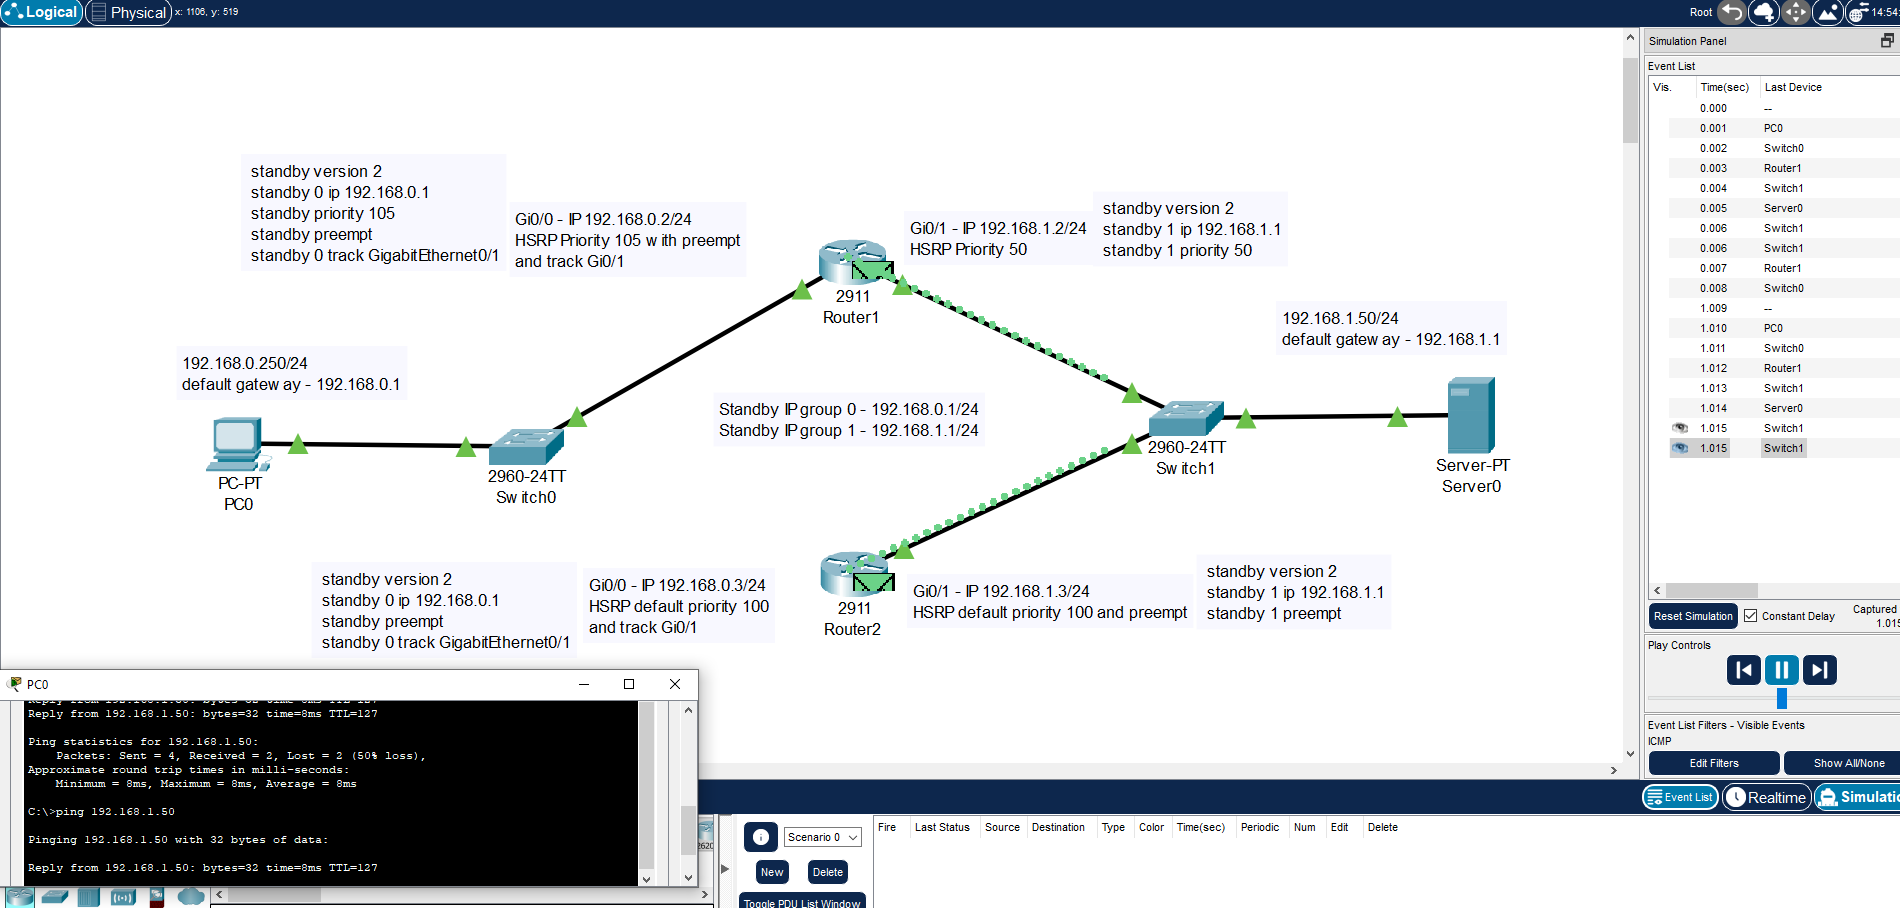 Logical
Physical
x: 1106, y: 519
Root
14:54:
Simulation Panel
Event List
Vis. Time(sec) Last Device
0.000 --
0.001 PC0
0.002 Switch0
0.003 Router1
0.004 Switch1
0.005 Server0
0.006 Switch1
0.006 Switch1
0.007 Router1
0.008 Switch0
1.009 --
1.010 PC0
1.011 Switch0
1.012 Router1
1.013 Switch1
1.014 Server0
1.015 Switch1
1.015 Switch1
Reset Simulation
Constant Delay
Captured
1.015
Play Controls
Event List Filters - Visible Events
ICMP
Edit Filters
Show All/None
Event List
Realtime
Simulatio
standby version 2
standby 0 ip 192.168.0.1
standby priority 105
standby preempt
standby 0 track GigabitEthernet0/1
Gi0/0 - IP 192.168.0.2/24
HSRP Priority 105 with preempt
and track Gi0/1
2911
Router1
Gi0/1 - IP 192.168.1.2/24
HSRP Priority 50
standby version 2
standby 1 ip 192.168.1.1
standby 1 priority 50
192.168.1.50/24
default gateway - 192.168.1.1
192.168.0.250/24
default gateway - 192.168.0.1
Standby IP group 0 - 192.168.0.1/24
Standby IP group 1 - 192.168.1.1/24
PC-PT
PC0
2960-24TT
Switch0
2960-24TT
Switch1
Server-PT
Server0
standby version 2
standby 0 ip 192.168.0.1
standby preempt
standby 0 track GigabitEthernet0/1
Gi0/0 - IP 192.168.0.3/24
HSRP default priority 100
and track Gi0/1
2911
Router2
Gi0/1 - IP 192.168.1.3/24
HSRP default priority 100 and preempt
standby version 2
standby 1 ip 192.168.1.1
standby 1 preempt
PC0
Reply from 192.168.1.50: bytes=32 time=8ms TTL=127
Reply from 192.168.1.50: bytes=32 time=8ms TTL=127
Ping statistics for 192.168.1.50:
Packets: Sent = 4, Received = 2, Lost = 2 (50% loss),
Approximate round trip times in milli-seconds:
Minimum = 8ms, Maximum = 8ms, Average = 8ms
C:\>ping 192.168.1.50
Pinging 192.168.1.50 with 32 bytes of data:
Reply from 192.168.1.50: bytes=32 time=8ms TTL=127
2620
Scenario 0
New
Delete
Toggle PDU List Window
Fire Last Status Source Destination Type Color Time(sec) Periodic Num Edit Delete